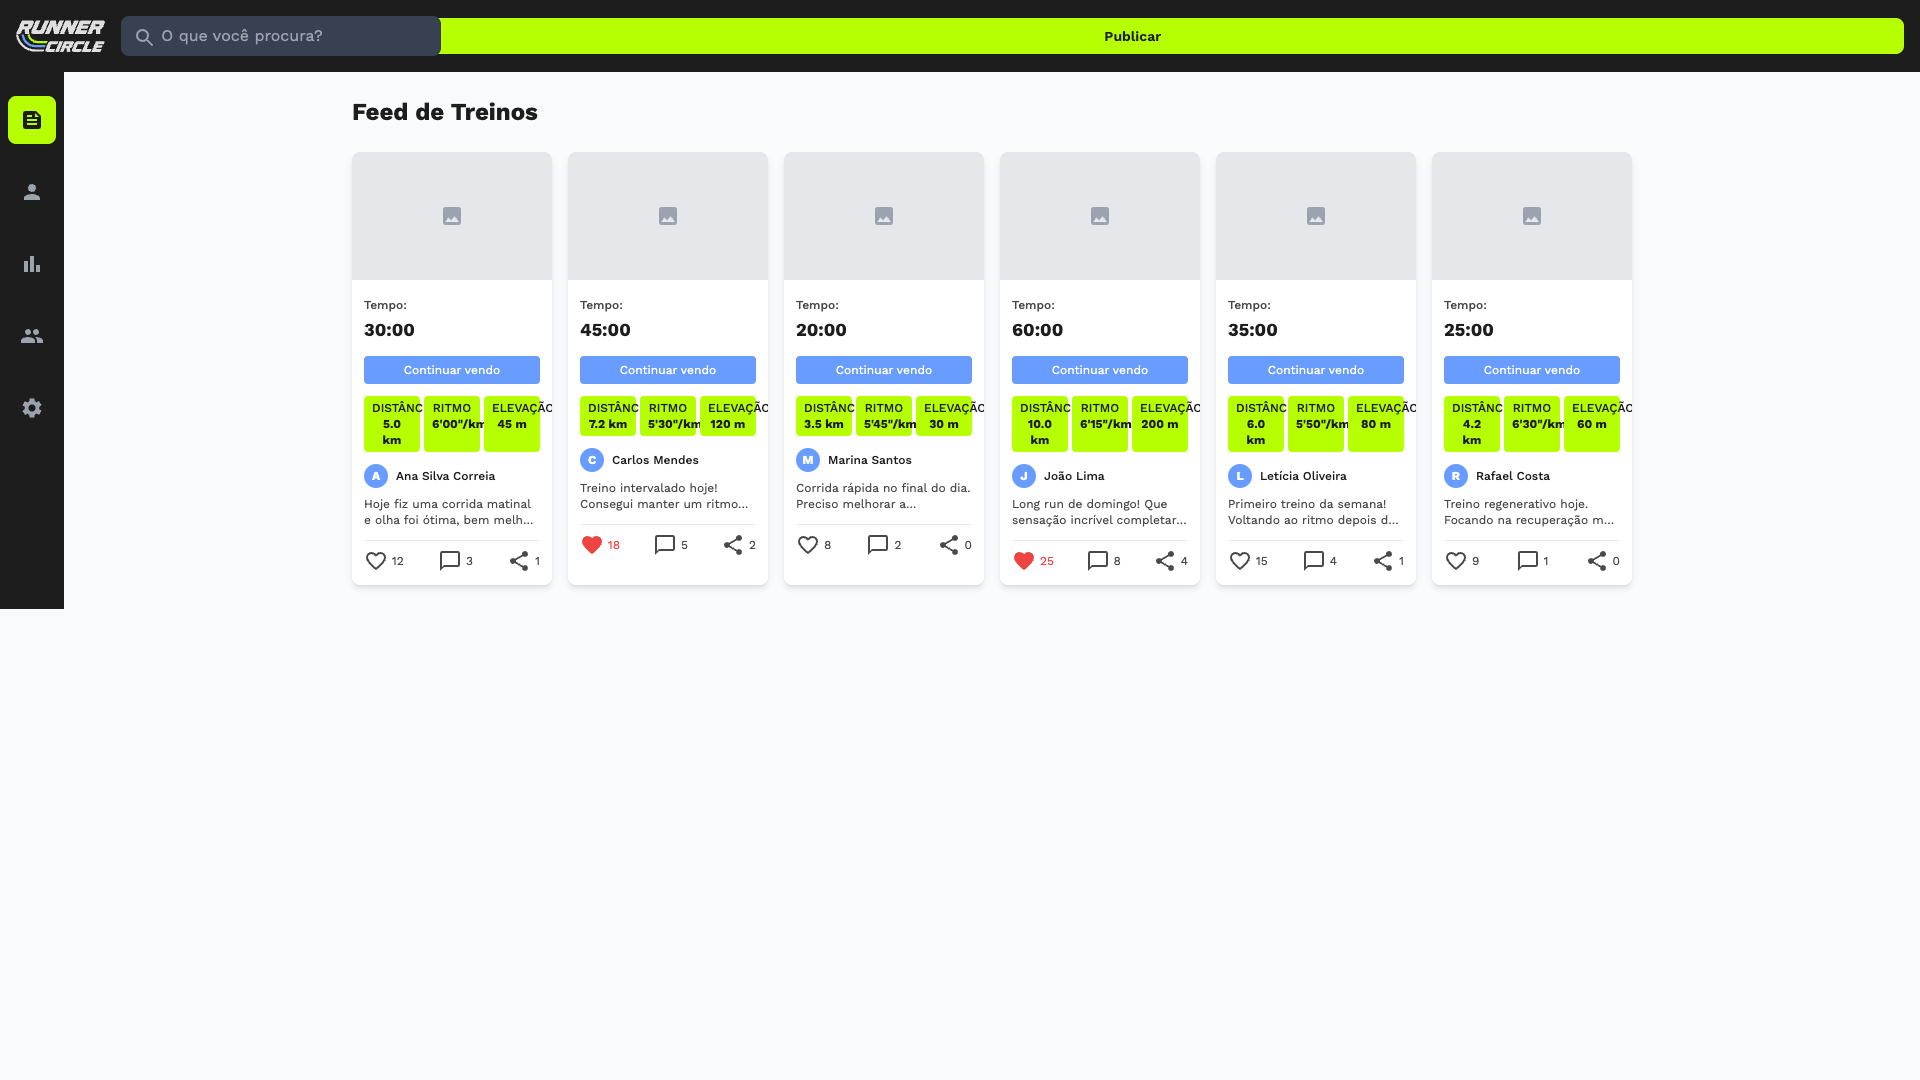 RUNNER
CIRCLE
O que você procura?
Publicar
Feed de Treinos
Tempo:
30:00
Continuar vendo
DISTÂNC
5.0
km
RITMO
6'00"/km
ELEVAÇÃO
45 m
A
Ana Silva Correia
Hoje fiz uma corrida matinal
e olha foi ótima, bem melh...
12
3
1
Tempo:
45:00
Continuar vendo
DISTÂNC
7.2 km
RITMO
5'30"/km
ELEVAÇÃO
120 m
C
Carlos Mendes
Treino intervalado hoje!
Consegui manter um ritmo...
18
5
2
Tempo:
20:00
Continuar vendo
DISTÂNC
3.5 km
RITMO
5'45"/km
ELEVAÇÃO
30 m
M
Marina Santos
Corrida rápida no final do dia.
Preciso melhorar a...
8
2
0
Tempo:
60:00
Continuar vendo
DISTÂNC
10.0
km
RITMO
6'15"/km
ELEVAÇÃO
200 m
J
João Lima
Long run de domingo! Que
sensação incrível completar...
25
8
4
Tempo:
35:00
Continuar vendo
DISTÂNC
6.0
km
RITMO
5'50"/km
ELEVAÇÃO
80 m
L
Letícia Oliveira
Primeiro treino da semana!
Voltando ao ritmo depois d...
15
4
1
Tempo:
25:00
Continuar vendo
DISTÂNC
4.2
km
RITMO
6'30"/km
ELEVAÇÃO
60 m
R
Rafael Costa
Treino regenerativo hoje.
Focando na recuperação m...
9
1
0